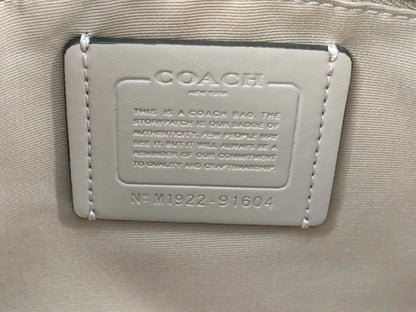 COACH
NEW YORK
THIS IS A COACH BAG. THE
STORYPATCH IS OUR BADGE OF
AUTHENTICITY. FEW PEOPLE MAY
SEE IT, BUT IT WILL ALWAYS BE A
REMINDER OF OUR COMMITMENT
TO QUALITY AND CRAFTSMANSHIP.
Nº M1922-91604